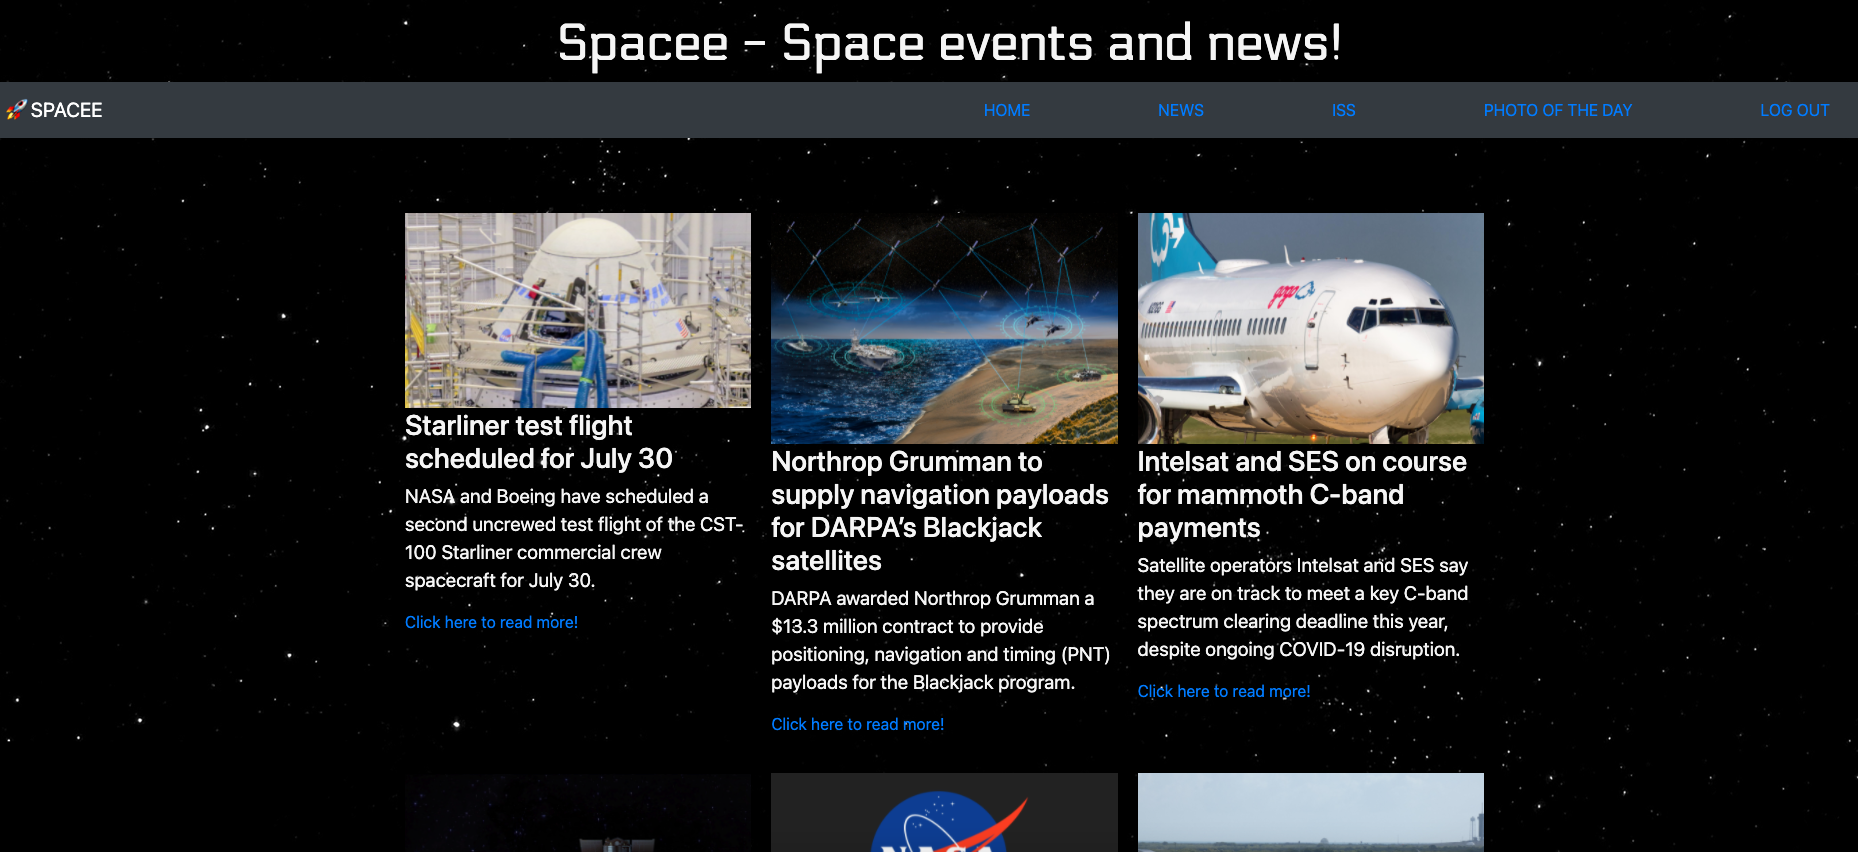 Spacee - Space events and news!
🚀 SPACEE
HOME
NEWS
ISS
PHOTO OF THE DAY
LOG OUT
Starliner test flight
scheduled for July 30
NASA and Boeing have scheduled a
second uncrewed test flight of the CST-
100 Starliner commercial crew
spacecraft for July 30.
Click here to read more!
Northrop Grumman to
supply navigation payloads
for DARPA’s Blackjack
satellites
DARPA awarded Northrop Grumman a
$13.3 million contract to provide
positioning, navigation and timing (PNT)
payloads for the Blackjack program.
Click here to read more!
gogo
Intelsat and SES on course
for mammoth C-band
payments
Satellite operators Intelsat and SES say
they are on track to meet a key C-band
spectrum clearing deadline this year,
despite ongoing COVID-19 disruption.
Click here to read more!
NASA